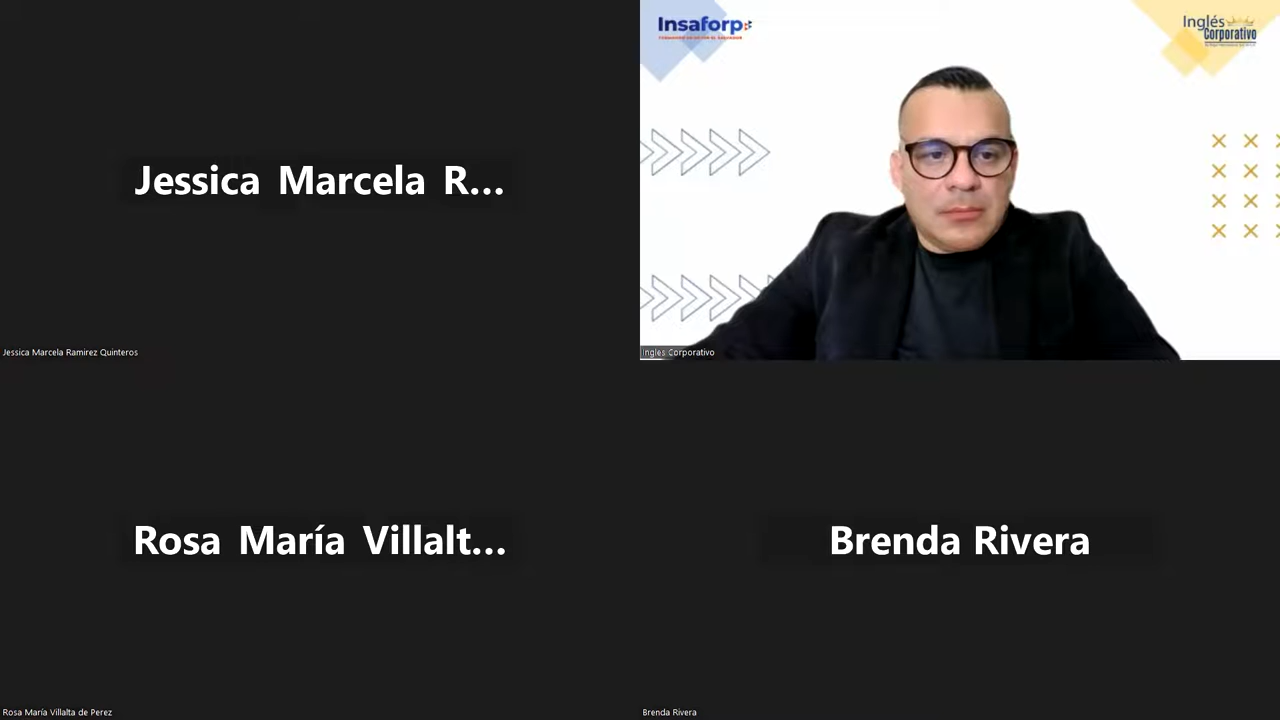 Jessica Marcela R...
Jessica Marcela Ramirez Quinteros
Insaforp
Inglés
Corporativo
Ingles Corporativo
Rosa María Villalt...
Rosa María Villalta de Perez
Brenda Rivera
Brenda Rivera